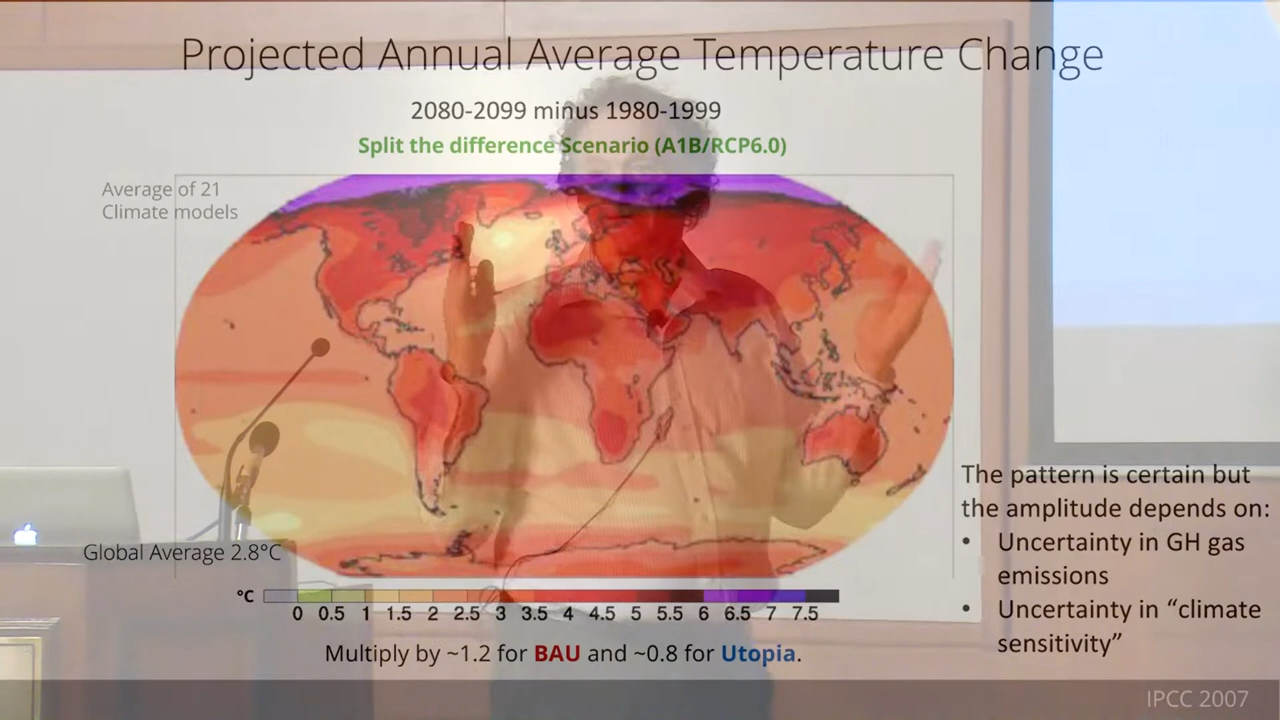 Projected Annual Average Temperature Change
2080-2099 minus 1980-1999
Split the difference Scenario (A1B/RCP6.0)
Average of 21
Climate models
The pattern is certain but
the amplitude depends on:
• Uncertainty in GH gas
emissions
• Uncertainty in “climate
sensitivity”
Global Average 2.8°C
°C
0 0.5 1 1.5 2 2.5 3 3.5 4 4.5 5 5.5 6 6.5 7 7.5
Multiply by ~1.2 for BAU and ~0.8 for Utopia.
IPCC 2007